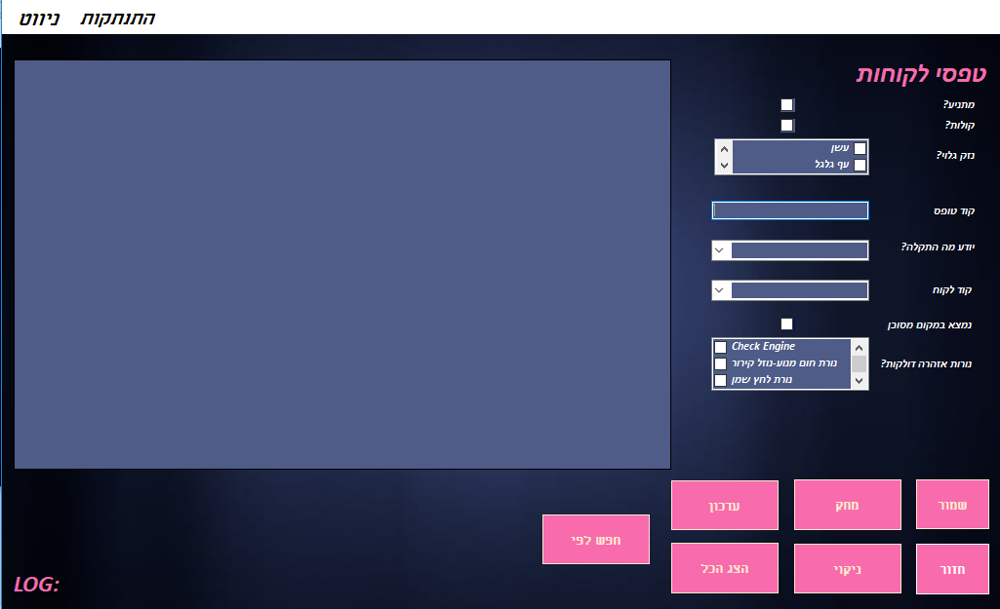 התנתקות ניווט
טפסי לקוחות
מתניע?
קולות?
נזק גלוי?
עשן
עף גלגל
קוד טופס
יודע מה התקלה?
קוד לקוח
נמצא במקום מסוכן
נורות אזהרה דולקות?
Check Engine
נורת חום מנוע-נוזל קירור
נורת לחץ שמן
שמור
מחק
עדכון
חפש לפי
חזור
ניקוי
הצג הכל
LOG: